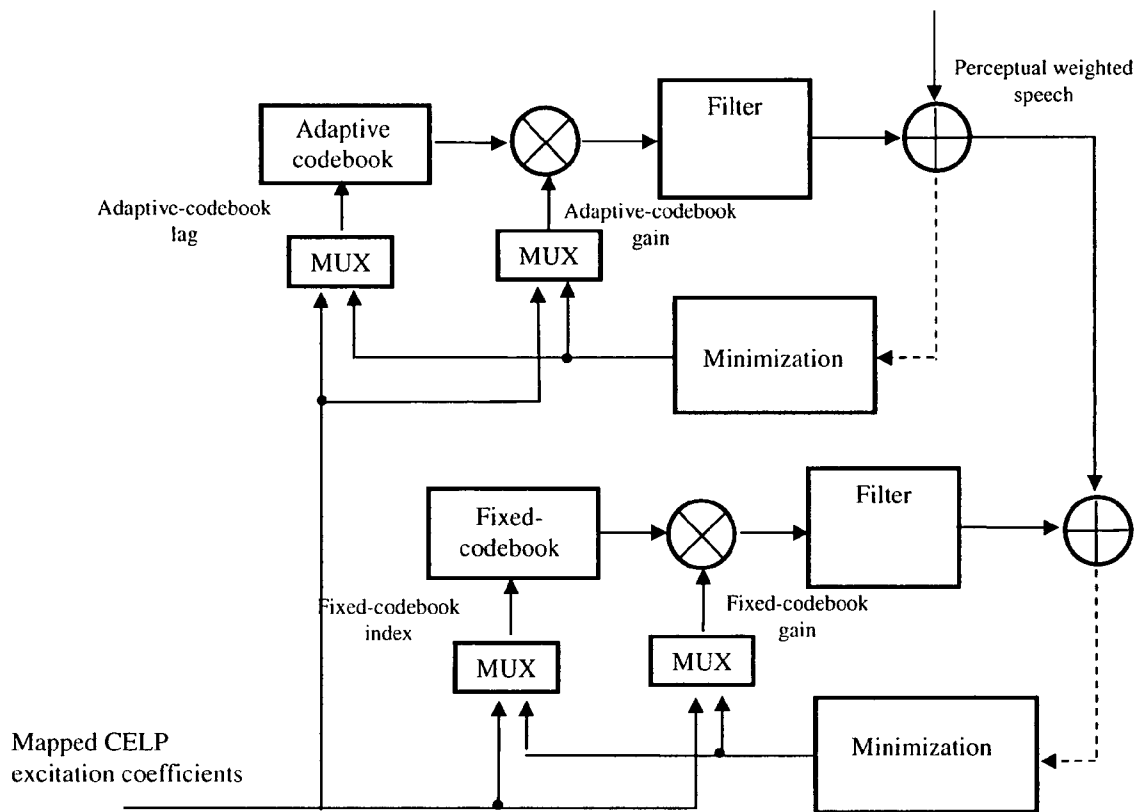 Perceptual weighted
speech
Filter
Adaptive
codebook
Adaptive-codebook
lag
Adaptive-codebook
gain
MUX
MUX
Minimization
Filter
Fixed-
codebook
Fixed-codebook
index
Fixed-codebook
gain
MUX
MUX
Minimization
Mapped CELP
excitation coefficients